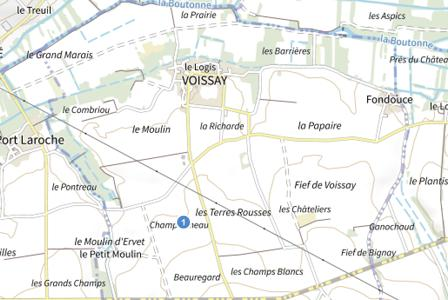 le Treuil
la Boutonne
la Prairie
les Aspics
la Boutonne
le Grand Marais
les Barrières
Près du Châte
le Logis
VOISSAY
Fondouce
le Combriou
le Moulin
la Richarde
la Papaire
Port Laroche
le Pontreau
Fief de Voissay
le Plantis
les Terres Rousses
les Châteliers
1
Ganochaud
le Moulin d'Ervet
le Petit Moulin
Fief de Bignay
Beauregard
les Champs Blancs
les Grands Champs